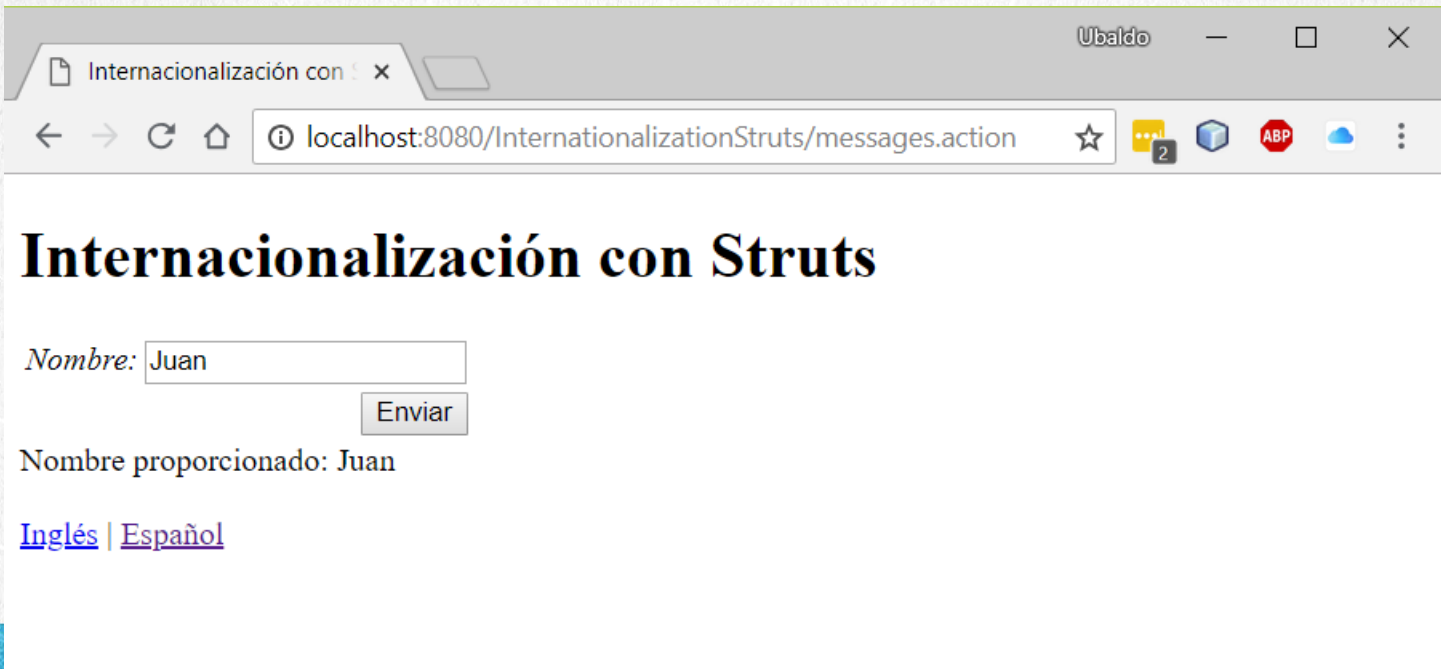 Ubaldo
Internacionalización con
localhost:8080/InternationalizationStruts/messages.action
2
ABP
Internacionalización con Struts
Nombre: Juan
Enviar
Nombre proporcionado: Juan
Inglés | Español